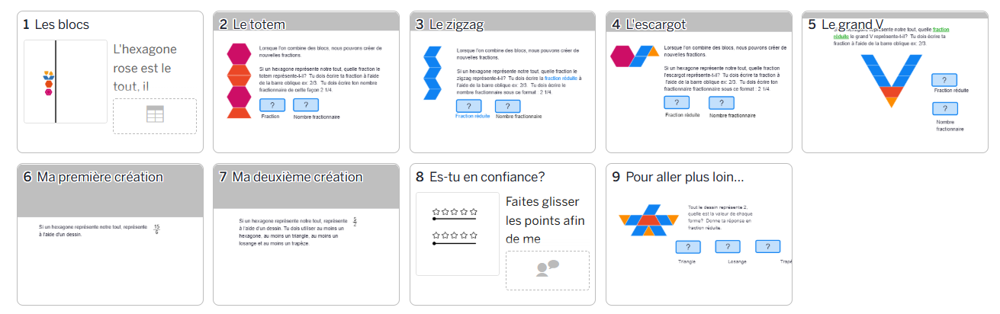 1 Les blocs
L'hexagone
rose est le
tout, il
2 Le totem
Lorsque l'on combine des blocs, nous pouvons créer de
nouvelles fractions.
Si un hexagone représente notre tout, quelle fraction le
totem représente-t-il? Tu dois écrire ta fraction à l'aide
de la barre oblique ex: 2/3. Tu dois écrire ton nombre
fractionnaire de cette façon 2 1/4.
?
?
Fraction
Nombre fractionnaire
3 Le zigzag
Lorsque l'on combine des blocs, nous pouvons créer de
nouvelles fractions.
Si un hexagone représente notre tout, quelle fraction le
zigzag représente-t-il? Tu dois écrire la fraction réduite à
l'aide de la barre oblique ex: 2/3. Tu dois écrire le
nombre fractionnaire sous ce format : 2 1/4.
?
?
Fraction réduite
Nombre fractionnaire
4 L'escargot
Lorsque l'on combine des blocs, nous pouvons créer de
nouvelles fractions.
Si un hexagone représente notre tout, quelle fraction
l'escargot représente-t-il? Tu dois écrire ta fraction à
l'aide de la barre oblique ex: 2/3. Tu dois écrire ton
fractionnaire fractionnaire sous ce format : 2 1/4.
?
?
Fraction réduite
Nombre fractionnaire
5 Le grand V
Si un hexagone représente notre tout, quelle fraction
réduite le grand V représente-t-il? Tu dois écrire ta
fraction à l'aide de la barre oblique ex: 2/3.
?
Fraction réduite
?
Nombre
fractionnaire
6 Ma première création
Si un hexagone représente notre tout, représente 15/6
à l'aide d'un dessin.
7 Ma deuxième création
Si un hexagone représente notre tout, représente 5/2
à l'aide d'un dessin. Tu dois utiliser au moins un
hexagone, au moins un triangle, au moins un
losange et au moins un trapèze.
8 Es-tu en confiance?
Faites glisser
les points afin
de me
9 Pour aller plus loin...
Tout le dessin représente 2,
quelle est la valeur de chaque
forme? Donne ta réponse en
fraction réduite.
?
?
?
Triangle
Losange
Trapè